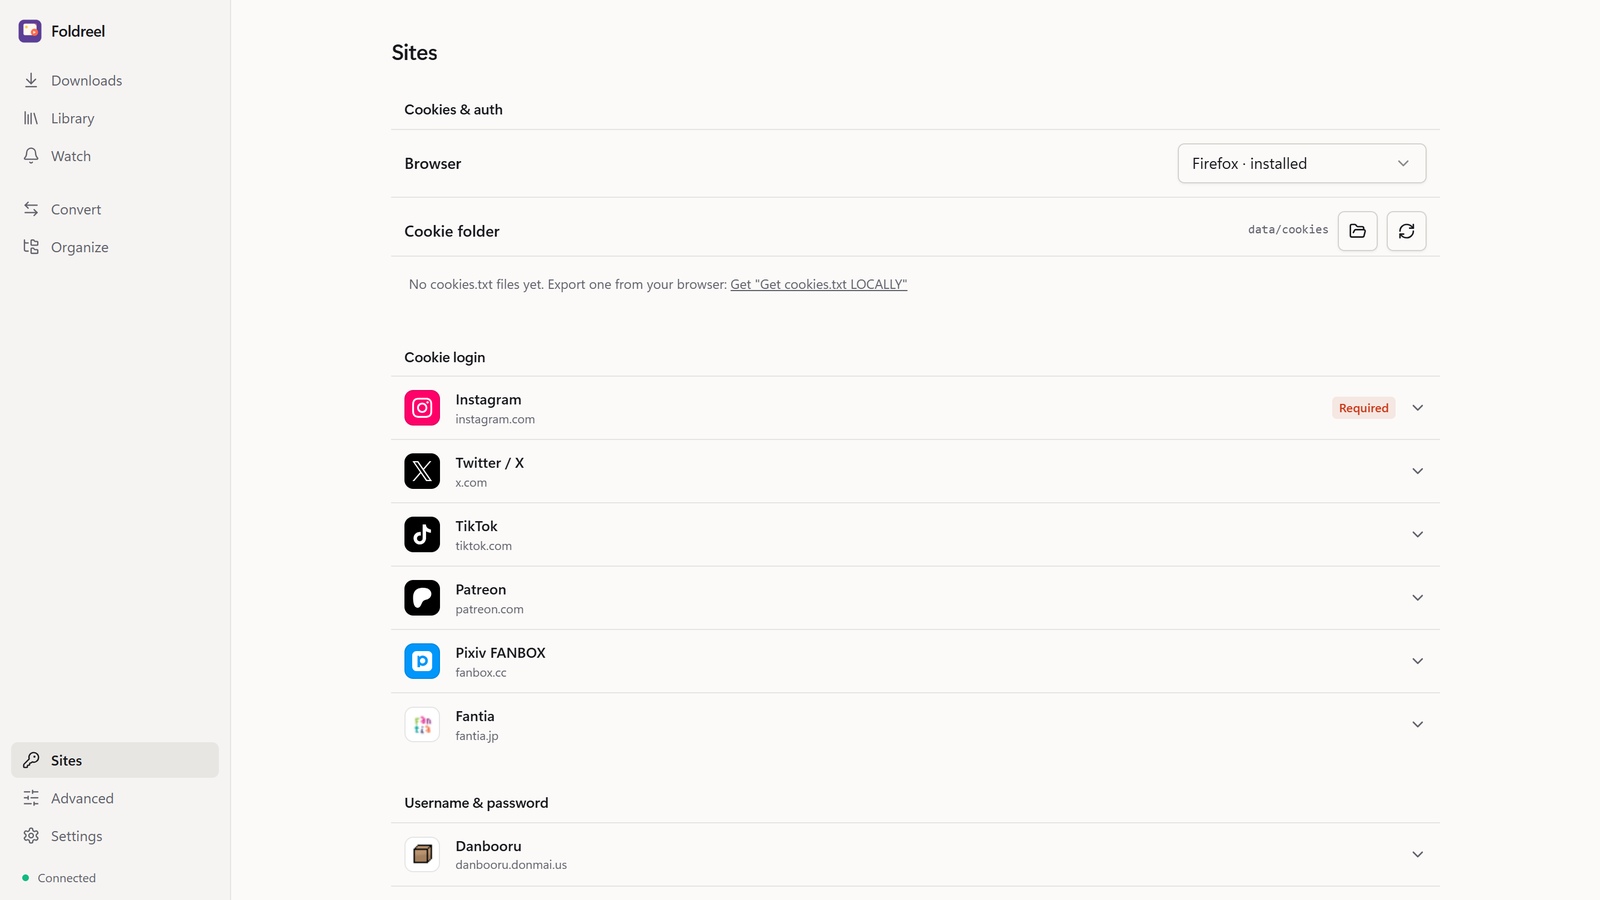 Foldreel
Downloads
Library
Watch
Convert
Organize
Sites
Advanced
Settings
Connected
Sites
Cookies & auth
Browser
Firefox · installed
Cookie folder
data/cookies
No cookies.txt files yet. Export one from your browser: Get "Get cookies.txt LOCALLY"
Cookie login
Instagram
instagram.com
Required
Twitter / X
x.com
TikTok
tiktok.com
Patreon
patreon.com
Pixiv FANBOX
fanbox.cc
Fantia
fantia.jp
Username & password
Danbooru
danbooru.donmai.us